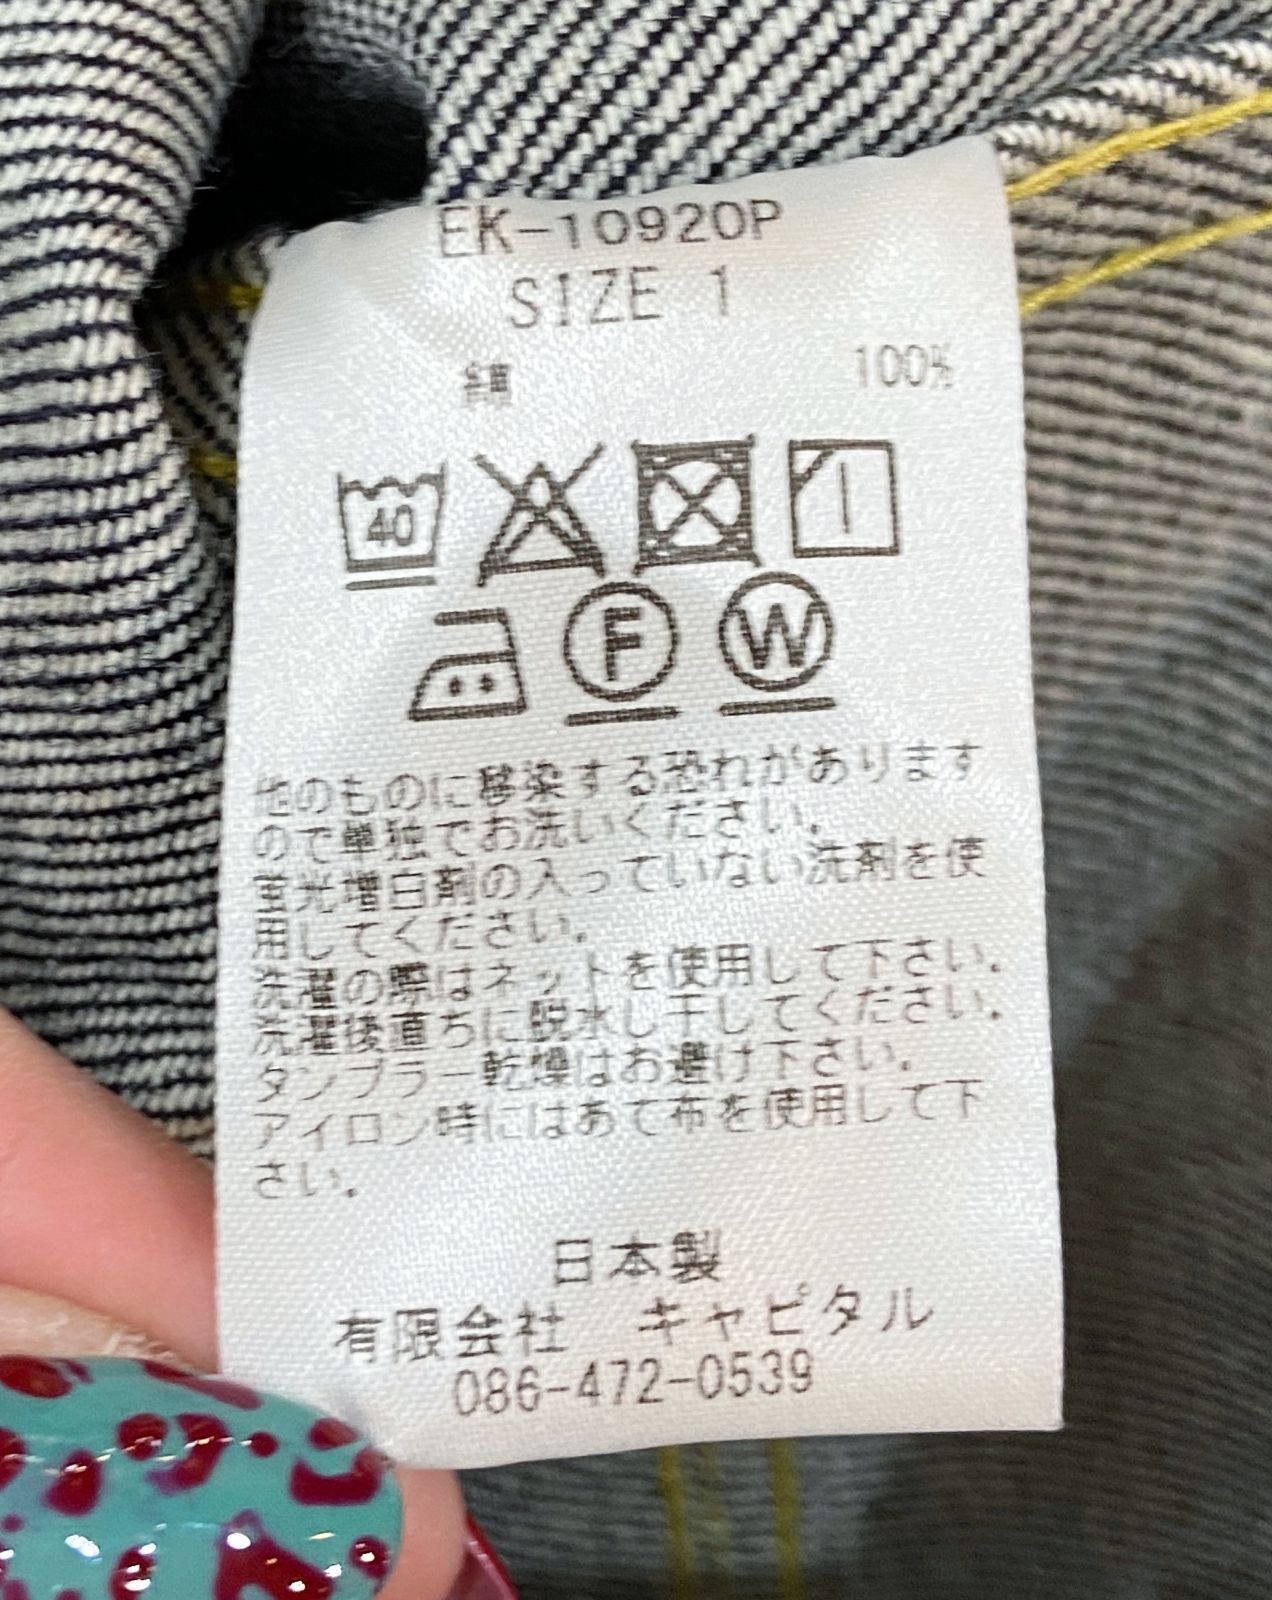 EK-10920P
SIZE 1
綿 100%
40
F W
他のものに移染する恐れがあります
ので単独でお洗いください。
蛍光増白剤の入っていない洗剤を使
用してください。
洗濯の際はネットを使用して下さい。
洗濯後直ちに脱水し干してください。
タンブラー乾燥はお避け下さい。
アイロン時にはあて布を使用して下
さい。
日本製
有限会社 キャピタル
086-472-0539